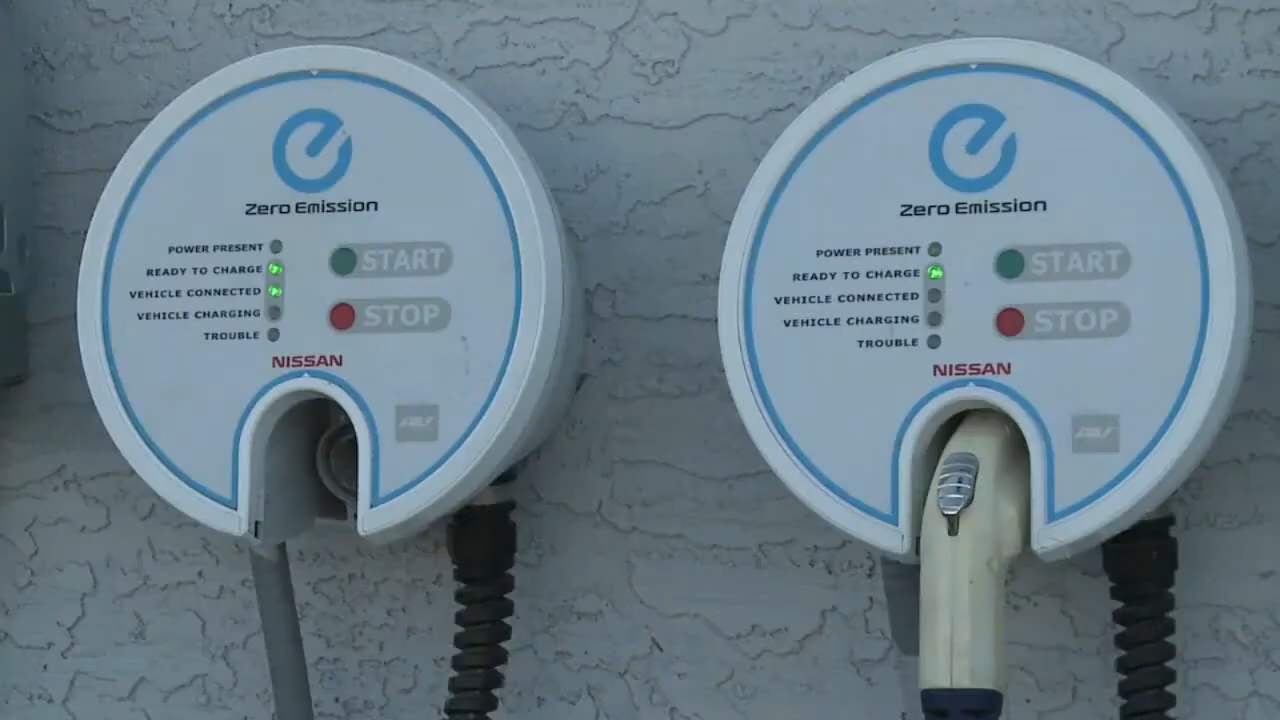 Zero Emission
POWER PRESENT
READY TO CHARGE
VEHICLE CONNECTED
VEHICLE CHARGING
TROUBLE
START
STOP
NISSAN
Zero Emission
POWER PRESENT
READY TO CHARGE
VEHICLE CONNECTED
VEHICLE CHARGING
TROUBLE
START
STOP
NISSAN